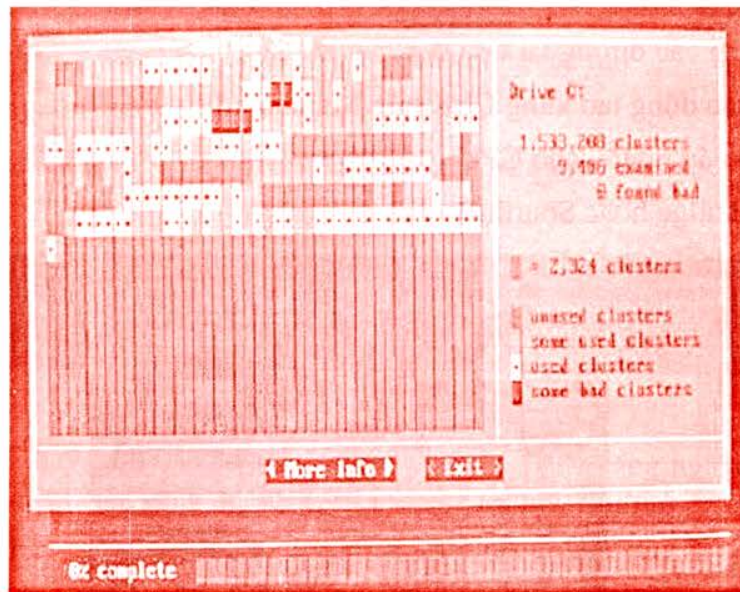 Drive C:
1,533,208 clusters
9,406 examined
0 found bad
= 2,324 clusters
unused clusters
some used clusters
used clusters
some bad clusters
◄ More Info ► ‹ Exit ›
0% complete